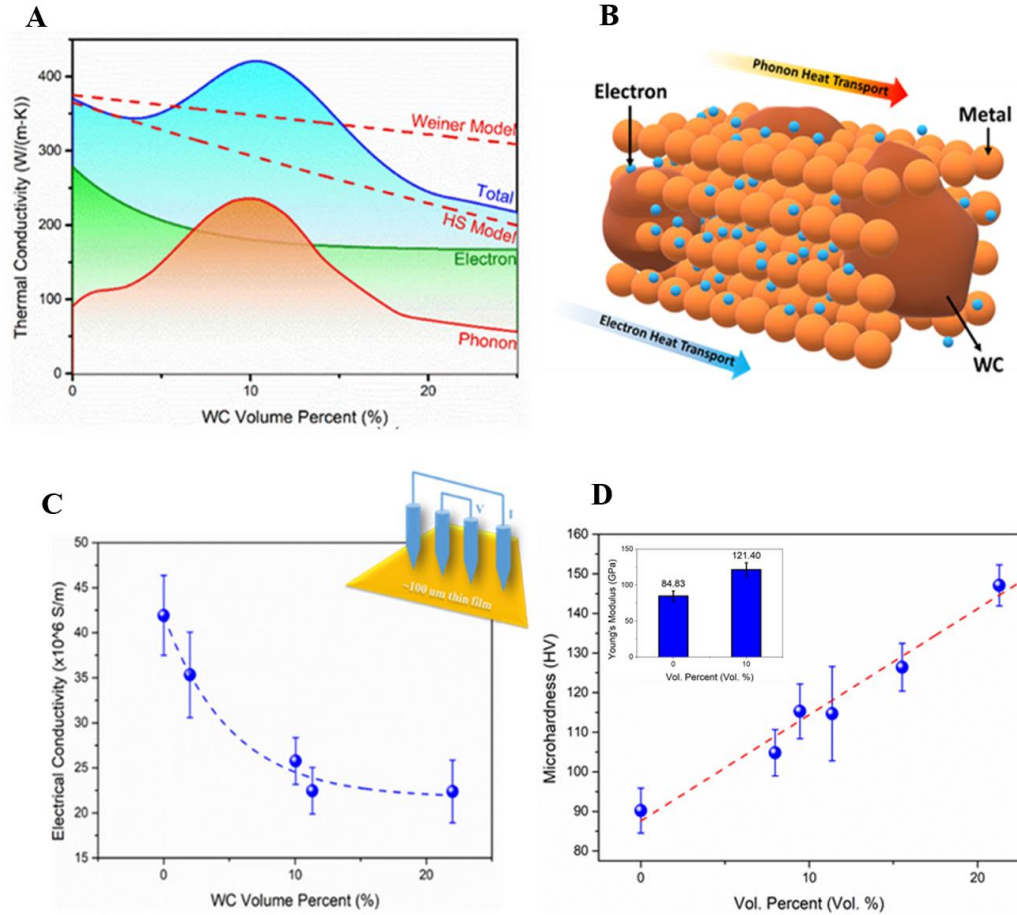 A
Thermal Conductivity (W/(m-K))
400
300
200
100
0
Weiner Model
Total
HS Model
Electron
Phonon
0
10
20
WC Volume Percent (%)
B
Phonon Heat Transport
Electron
Metal
Electron Heat Transport
WC
C
V
I
~100 um thin film
Electrical Conductivity (x10^6 S/m)
50
45
40
35
30
25
20
15
0
10
20
WC Volume Percent (%)
D
Microhardness (HV)
160
150
140
130
120
110
100
90
80
Young's Modulus (GPa)
150
100
50
0
84.83
121.40
0
10
Vol. Percent (Vol. %)
0
10
20
Vol. Percent (Vol. %)